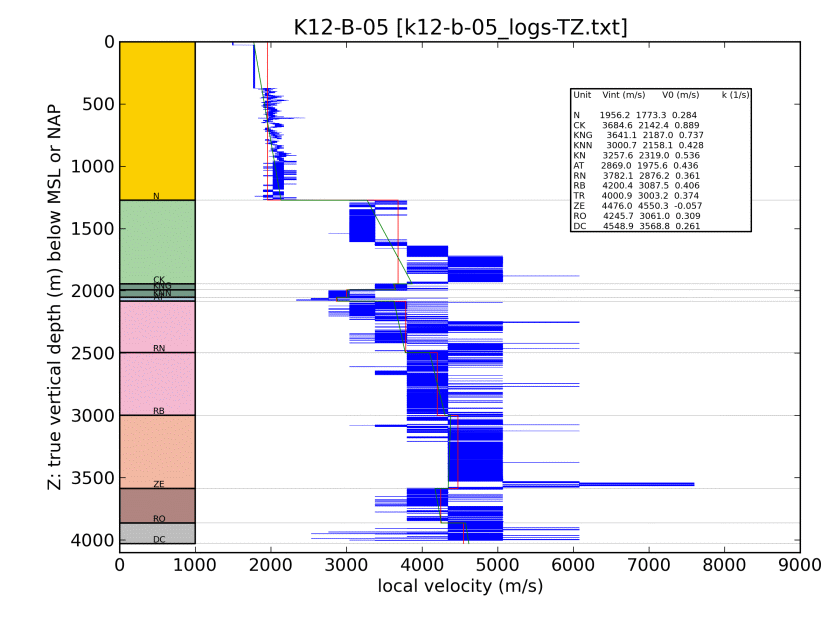 K12-B-05 [k12-b-05_logs-TZ.txt]
Z: true vertical depth (m) below MSL or NAP
0
500
1000
1500
2000
2500
3000
3500
4000
N
CK
KNG
KNN
RN
RB
ZE
RO
DC
Unit Vint (m/s) V0 (m/s) k (1/s)
N 1956.2 1773.3 0.284
CK 3684.6 2142.4 0.889
KNG 3641.1 2187.0 0.737
KNN 3000.7 2158.1 0.428
KN 3257.6 2319.0 0.536
AT 2869.0 1975.6 0.436
RN 3782.1 2876.2 0.361
RB 4200.4 3087.5 0.406
TR 4000.9 3003.2 0.374
ZE 4476.0 4550.3 -0.057
RO 4245.7 3061.0 0.309
DC 4548.9 3568.8 0.261
0 1000 2000 3000 4000 5000 6000 7000 8000 9000
local velocity (m/s)